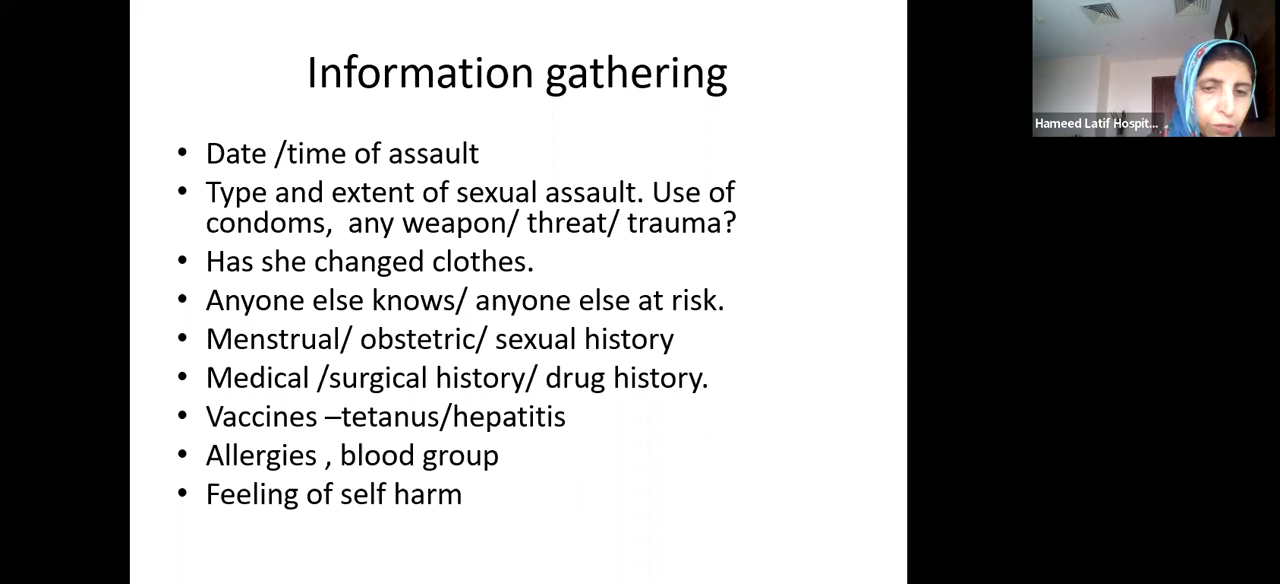 Information gathering
• Date /time of assault
• Type and extent of sexual assault. Use of
condoms,  any weapon/ threat/ trauma?
• Has she changed clothes.
• Anyone else knows/ anyone else at risk.
• Menstrual/ obstetric/ sexual history
• Medical /surgical history/ drug history.
• Vaccines –tetanus/hepatitis
• Allergies , blood group
• Feeling of self harm
Hameed Latif Hospit...